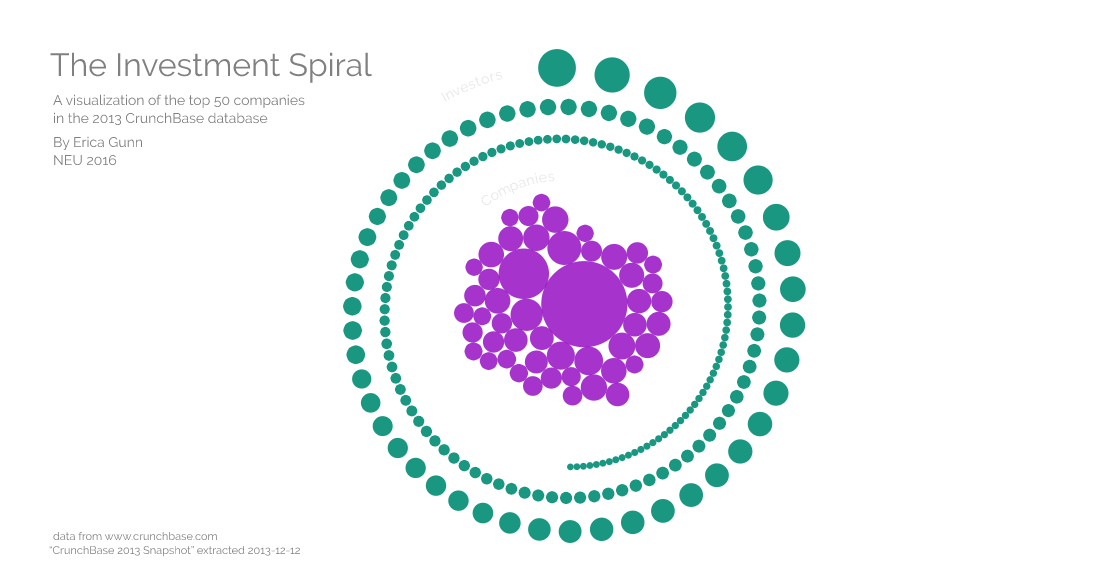 The Investment Spiral
A visualization of the top 50 companies
in the 2013 CrunchBase database
By Erica Gunn
NEU 2016
Investors
Companies
data from www.crunchbase.com
"CrunchBase 2013 Snapshot" extracted 2013-12-12